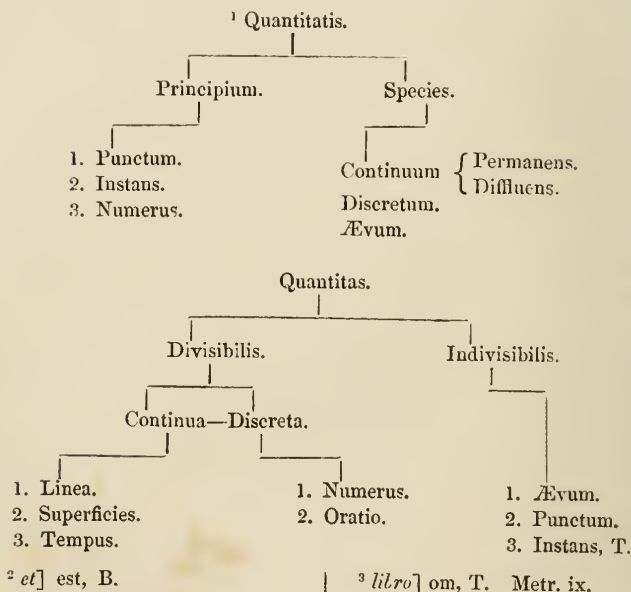 ¹ Quantitatis.
Principium. Species.
1. Punctum.
2. Instans.
3. Numerus.
Continuum { Permanens.
Diffluens.
Discretum.
Ævum.
Quantitas.
Divisibilis. Indivisibilis.
Continua—Discreta.
1. Linea.
2. Superficies.
3. Tempus.
1. Numerus.
2. Oratio.
1. Ævum.
2. Punctum.
3. Instans, T.
² et] est, B.
³ libro] om, T. Metr. ix.